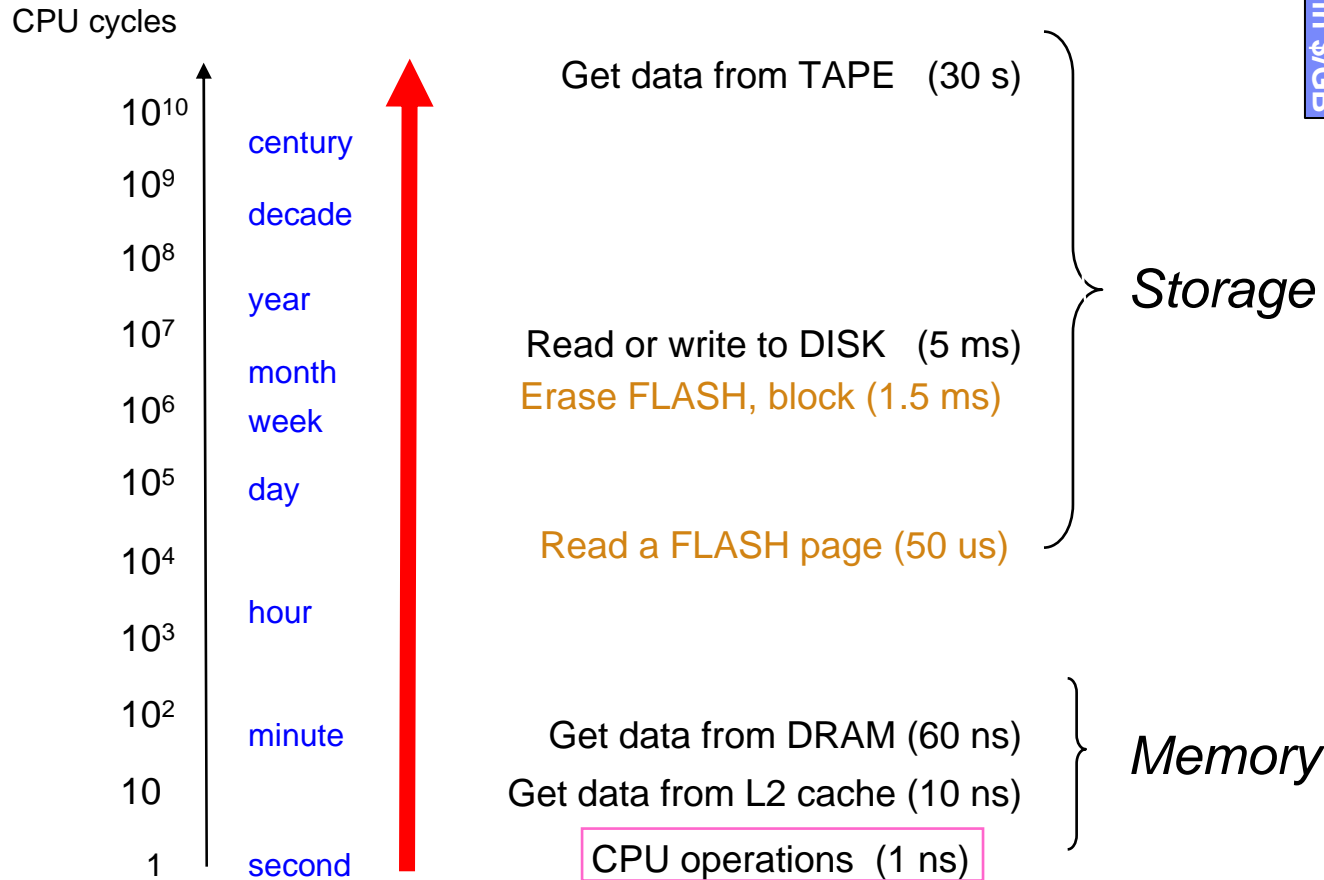 CPU cycles
in $/GB
Get data from TAPE (30 s)
10¹⁰
century
10⁹
decade
10⁸
year
Storage
10⁷
Read or write to DISK (5 ms)
month
Erase FLASH, block (1.5 ms)
10⁶
week
10⁵
day
Read a FLASH page (50 us)
10⁴
hour
10³
10²
minute
Get data from DRAM (60 ns)
Memory
10
Get data from L2 cache (10 ns)
1
second
CPU operations (1 ns)